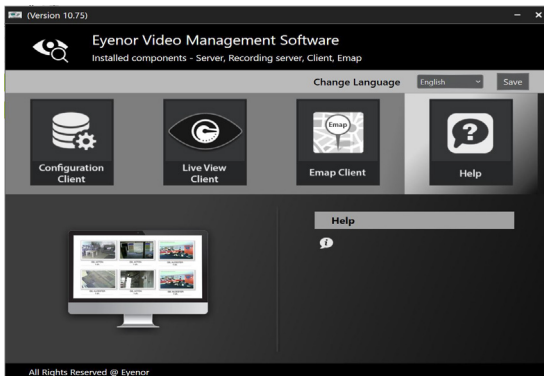 (Version 10.75)
Eyenor Video Management Software
Installed components - Server, Recording server, Client, Emap
Change Language
English
Save
Emap
Configuration
Client
Live View
Client
Emap Client
Help
Help
All Rights Reserved @ Eyenor